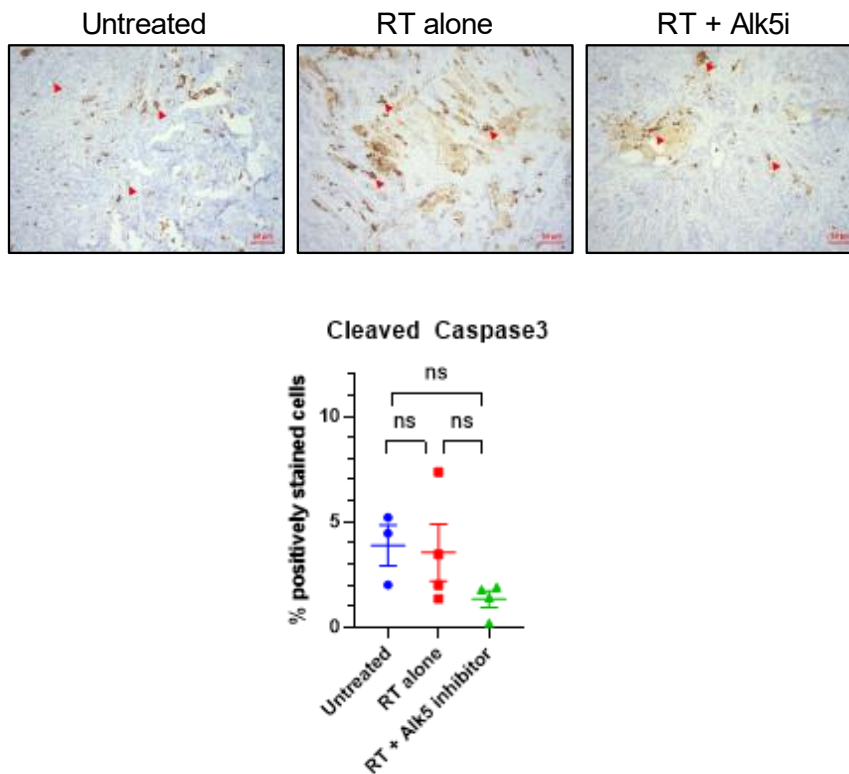 Untreated RT alone RT + Alk5i
Cleaved Caspase3
% positively stained cells
10
5
0
ns
ns ns
Untreated
RT alone
RT + Alk5 inhibitor